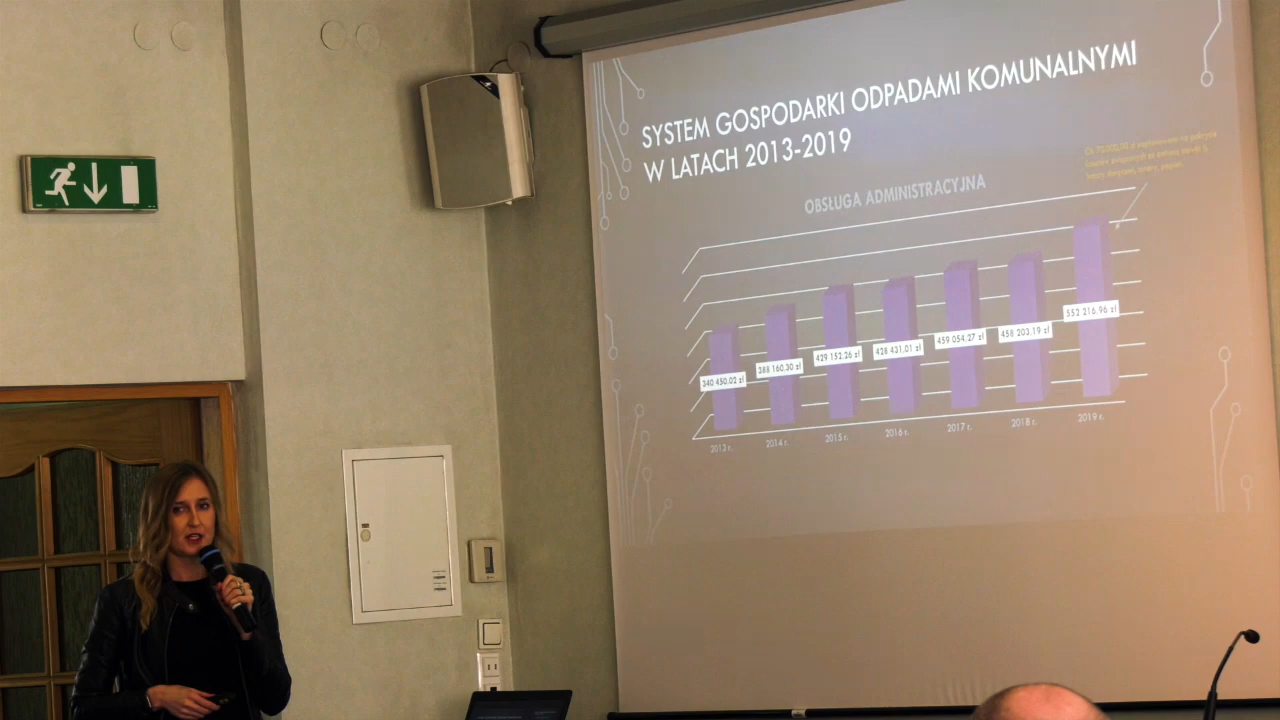 SYSTEM GOSPODARKI ODPADAMI KOMUNALNYMI
W LATACH 2013-2019
OBSŁUGA ADMINISTRACYJNA
340 450.02 zł
388 160.30 zł
429 152.26 zł
428 431.01 zł
459 054.27 zł
458 203.19 zł
552 216.96 zł
2013 r.
2014 r.
2015 r.
2016 r.
2017 r.
2018 r.
2019 r.